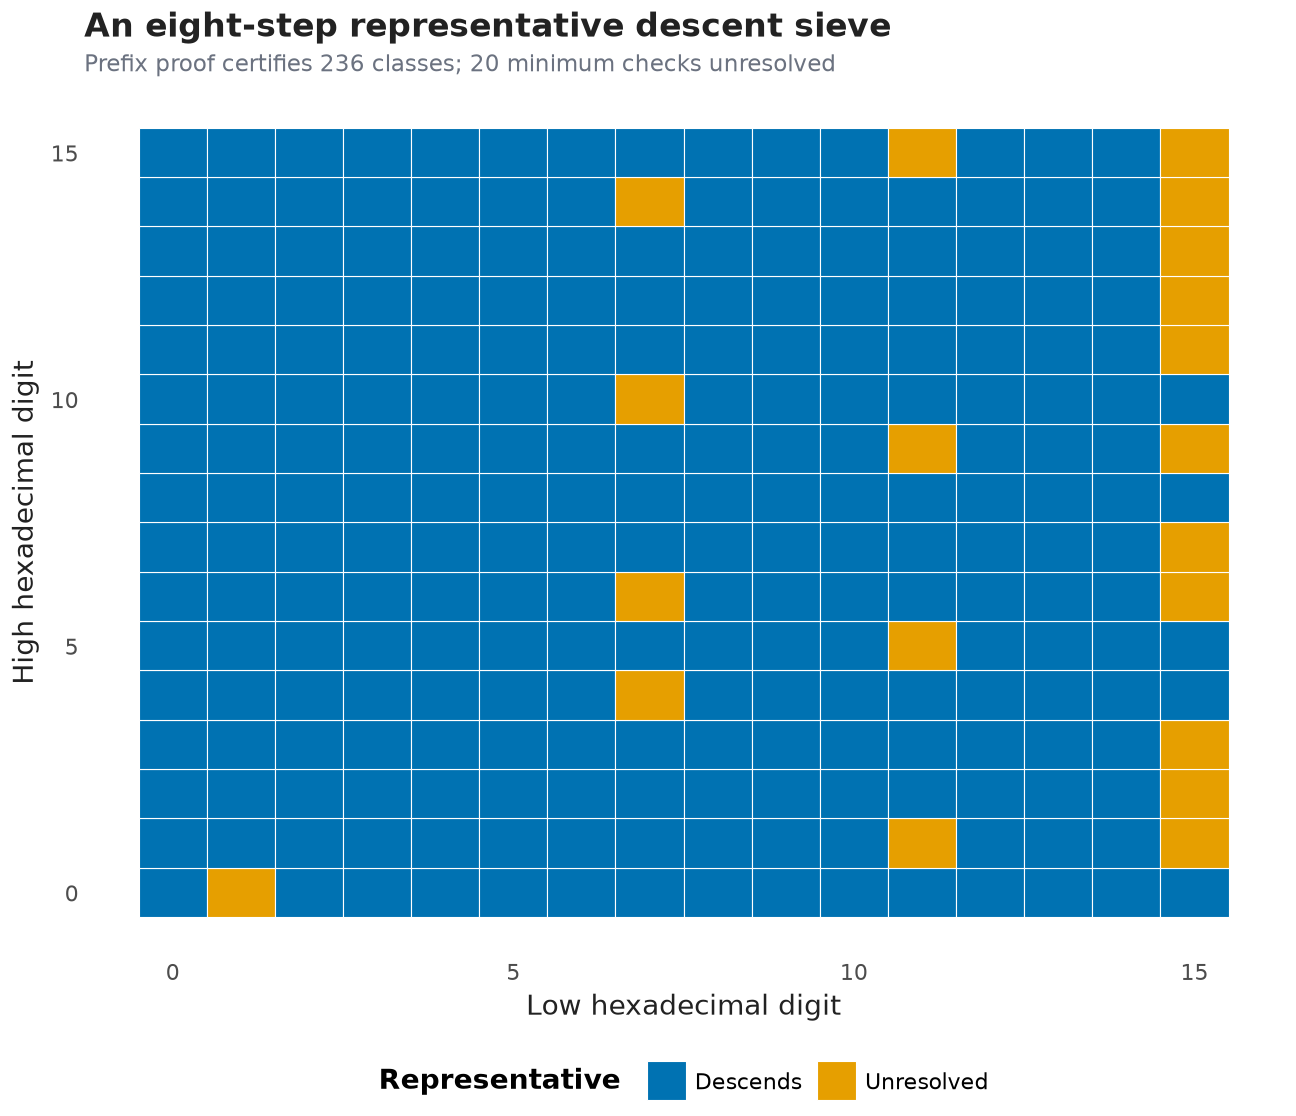 An eight-step representative descent sieve
Prefix proof certifies 236 classes; 20 minimum checks unresolved
High hexadecimal digit
15
10
5
0
0 5 10 15
Low hexadecimal digit
Representative Descends Unresolved